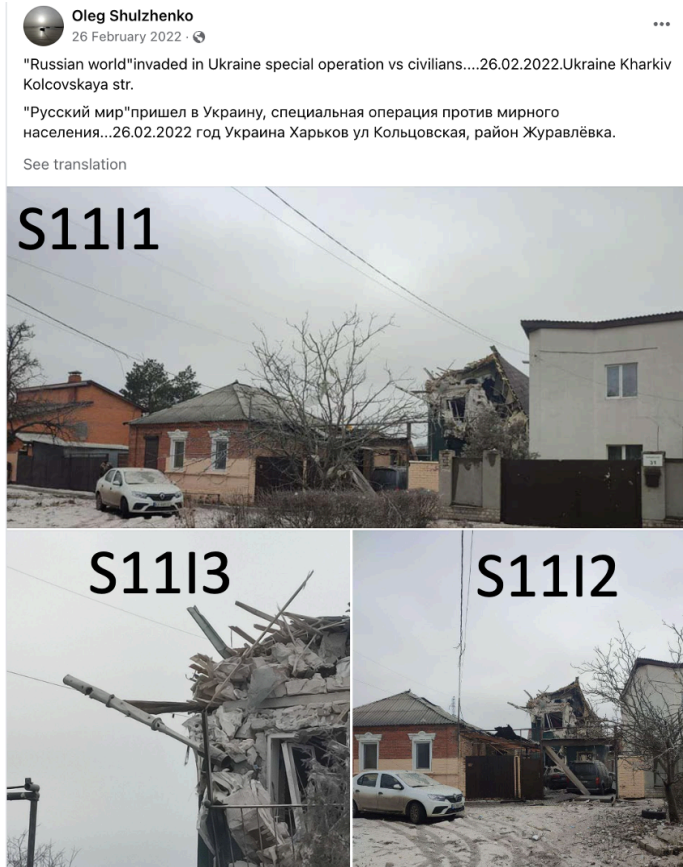 Oleg Shulzhenko
26 February 2022 ·
"Russian world"invaded in Ukraine special operation vs civilians....26.02.2022.Ukraine Kharkiv
Kolcovskaya str.
"Русский мир"пришел в Украину, специальная операция против мирного
населения...26.02.2022 год Украина Харьков ул Кольцовская, район Журавлёвка.
See translation
S11I1
S11I3
S11I2